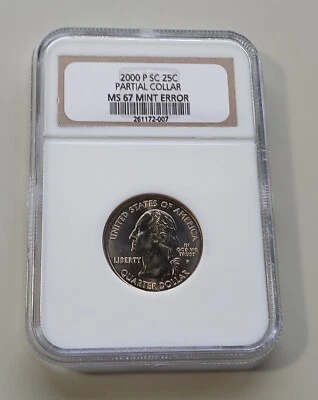 2000 P SC 25C
PARTIAL COLLAR
MS 67 MINT ERROR
261172-007
UNITED STATES OF AMERICA
LIBERTY
IN
GOD WE
TRUST
P
QUARTER DOLLAR